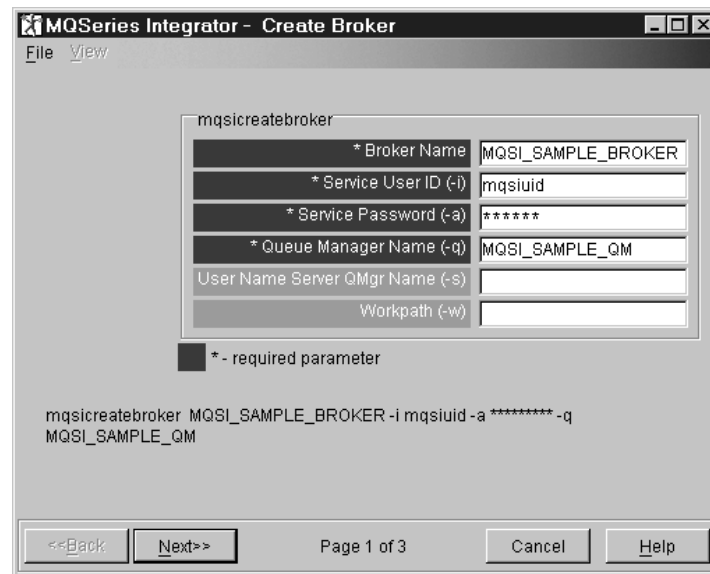 MQSeries Integrator - Create Broker
File View
mqsicreatebroker
* Broker Name MQSI_SAMPLE_BROKER
* Service User ID (-i) mqsiuid
* Service Password (-a) ******
* Queue Manager Name (-q) MQSI_SAMPLE_QM
User Name Server QMgr Name (-s)
Workpath (-w)
* - required parameter
mqsicreatebroker MQSI_SAMPLE_BROKER -i mqsiuid -a ********* -q
MQSI_SAMPLE_QM
<<Back Next>> Page 1 of 3 Cancel Help